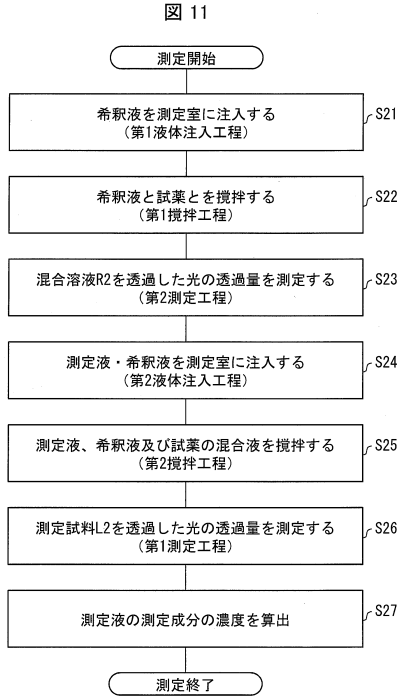 図 11
測定開始
希釈液を測定室に注入する
(第1液体注入工程)
S21
希釈液と試薬とを撹拌する
(第1撹拌工程)
S22
混合溶液R2を透過した光の透過量を測定する
(第2測定工程)
S23
測定液・希釈液を測定室に注入する
(第2液体注入工程)
S24
測定液、希釈液及び試薬の混合液を撹拌する
(第2撹拌工程)
S25
測定試料L2を透過した光の透過量を測定する
(第1測定工程)
S26
測定液の測定成分の濃度を算出
S27
測定終了